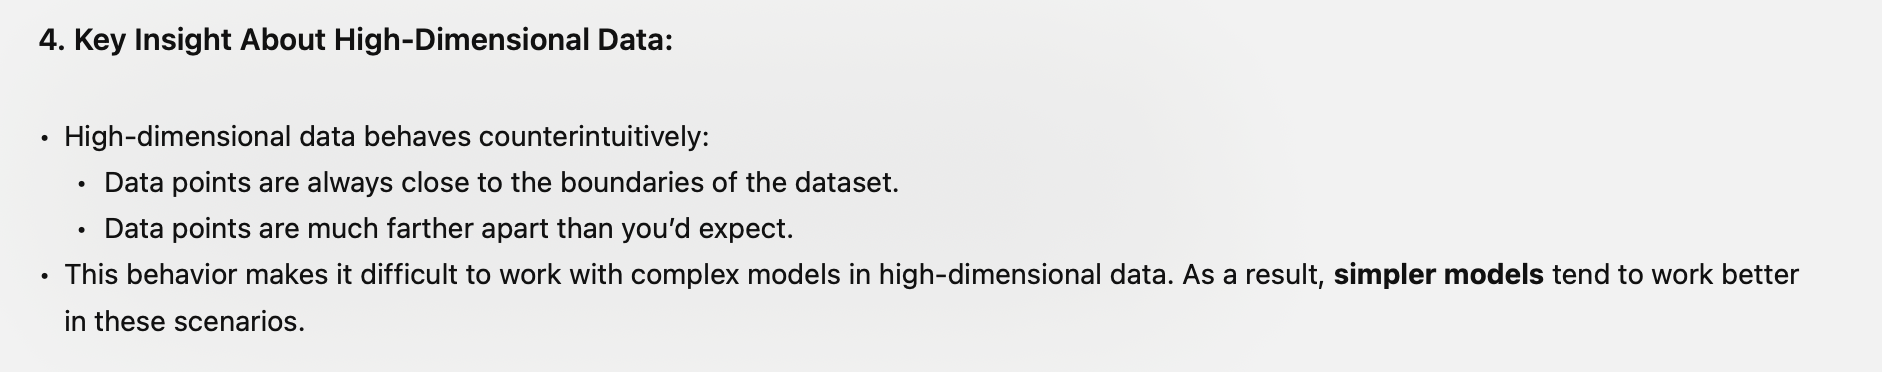 4. Key Insight About High-Dimensional Data:
• High-dimensional data behaves counterintuitively:
• Data points are always close to the boundaries of the dataset.
• Data points are much farther apart than you’d expect.
• This behavior makes it difficult to work with complex models in high-dimensional data. As a result, simpler models tend to work better
in these scenarios.